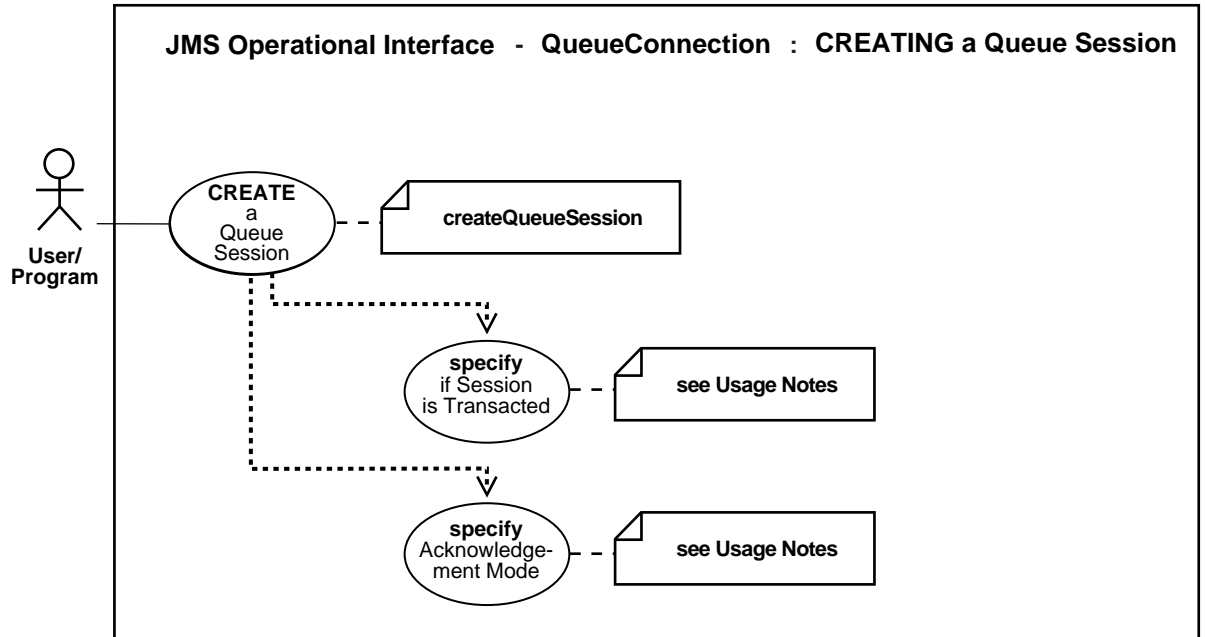 JMS Operational Interface - QueueConnection : CREATING a Queue Session
CREATE
a
Queue
Session
createQueueSession
User/
Program
specify
if Session
is Transacted
see Usage Notes
specify
Acknowledge-
ment Mode
see Usage Notes